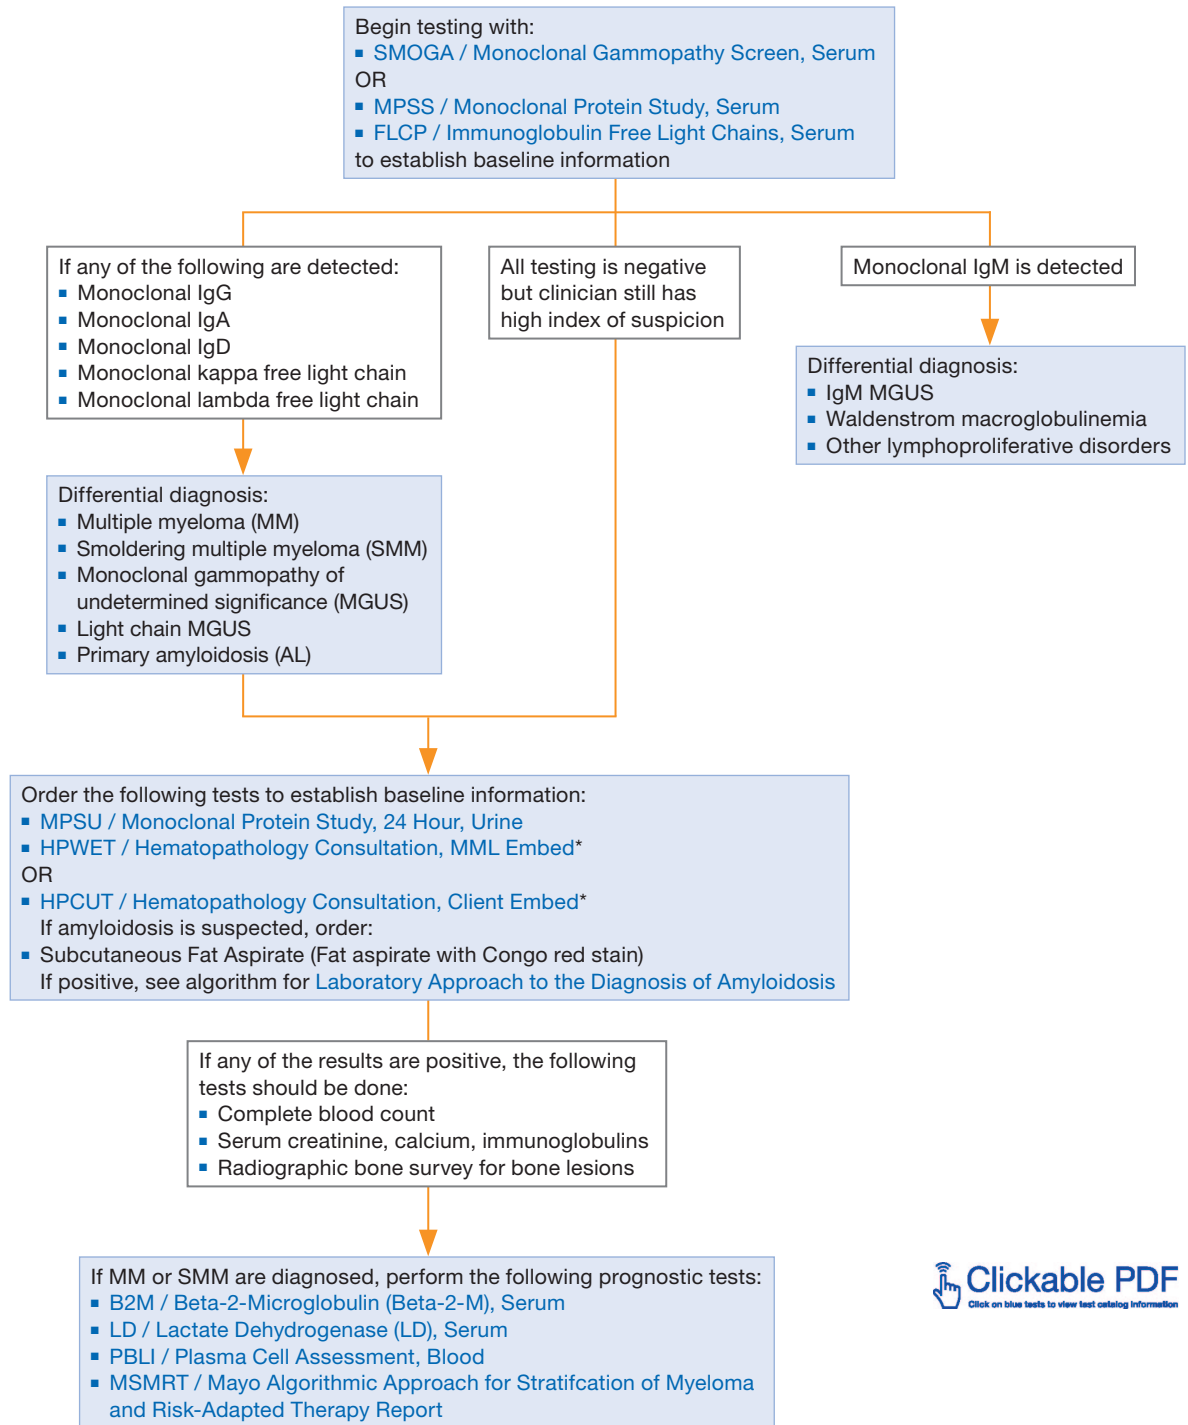 Begin testing with:
▪ SMOGA / Monoclonal Gammopathy Screen, Serum
OR
▪ MPSS / Monoclonal Protein Study, Serum
▪ FLCP / Immunoglobulin Free Light Chains, Serum
to establish baseline information
If any of the following are detected:
▪ Monoclonal IgG
▪ Monoclonal IgA
▪ Monoclonal IgD
▪ Monoclonal kappa free light chain
▪ Monoclonal lambda free light chain
All testing is negative
but clinician still has
high index of suspicion
Monoclonal IgM is detected
Differential diagnosis:
▪ IgM MGUS
▪ Waldenstrom macroglobulinemia
▪ Other lymphoproliferative disorders
Differential diagnosis:
▪ Multiple myeloma (MM)
▪ Smoldering multiple myeloma (SMM)
▪ Monoclonal gammopathy of
undetermined significance (MGUS)
▪ Light chain MGUS
▪ Primary amyloidosis (AL)
Order the following tests to establish baseline information:
▪ MPSU / Monoclonal Protein Study, 24 Hour, Urine
▪ HPWET / Hematopathology Consultation, MML Embed*
OR
▪ HPCUT / Hematopathology Consultation, Client Embed*
If amyloidosis is suspected, order:
▪ Subcutaneous Fat Aspirate (Fat aspirate with Congo red stain)
If positive, see algorithm for Laboratory Approach to the Diagnosis of Amyloidosis
If any of the results are positive, the following
tests should be done:
▪ Complete blood count
▪ Serum creatinine, calcium, immunoglobulins
▪ Radiographic bone survey for bone lesions
If MM or SMM are diagnosed, perform the following prognostic tests:
▪ B2M / Beta-2-Microglobulin (Beta-2-M), Serum
▪ LD / Lactate Dehydrogenase (LD), Serum
▪ PBLI / Plasma Cell Assessment, Blood
▪ MSMRT / Mayo Algorithmic Approach for Stratifcation of Myeloma
and Risk-Adapted Therapy Report
Clickable PDF
Click on blue tests to view test catalog information